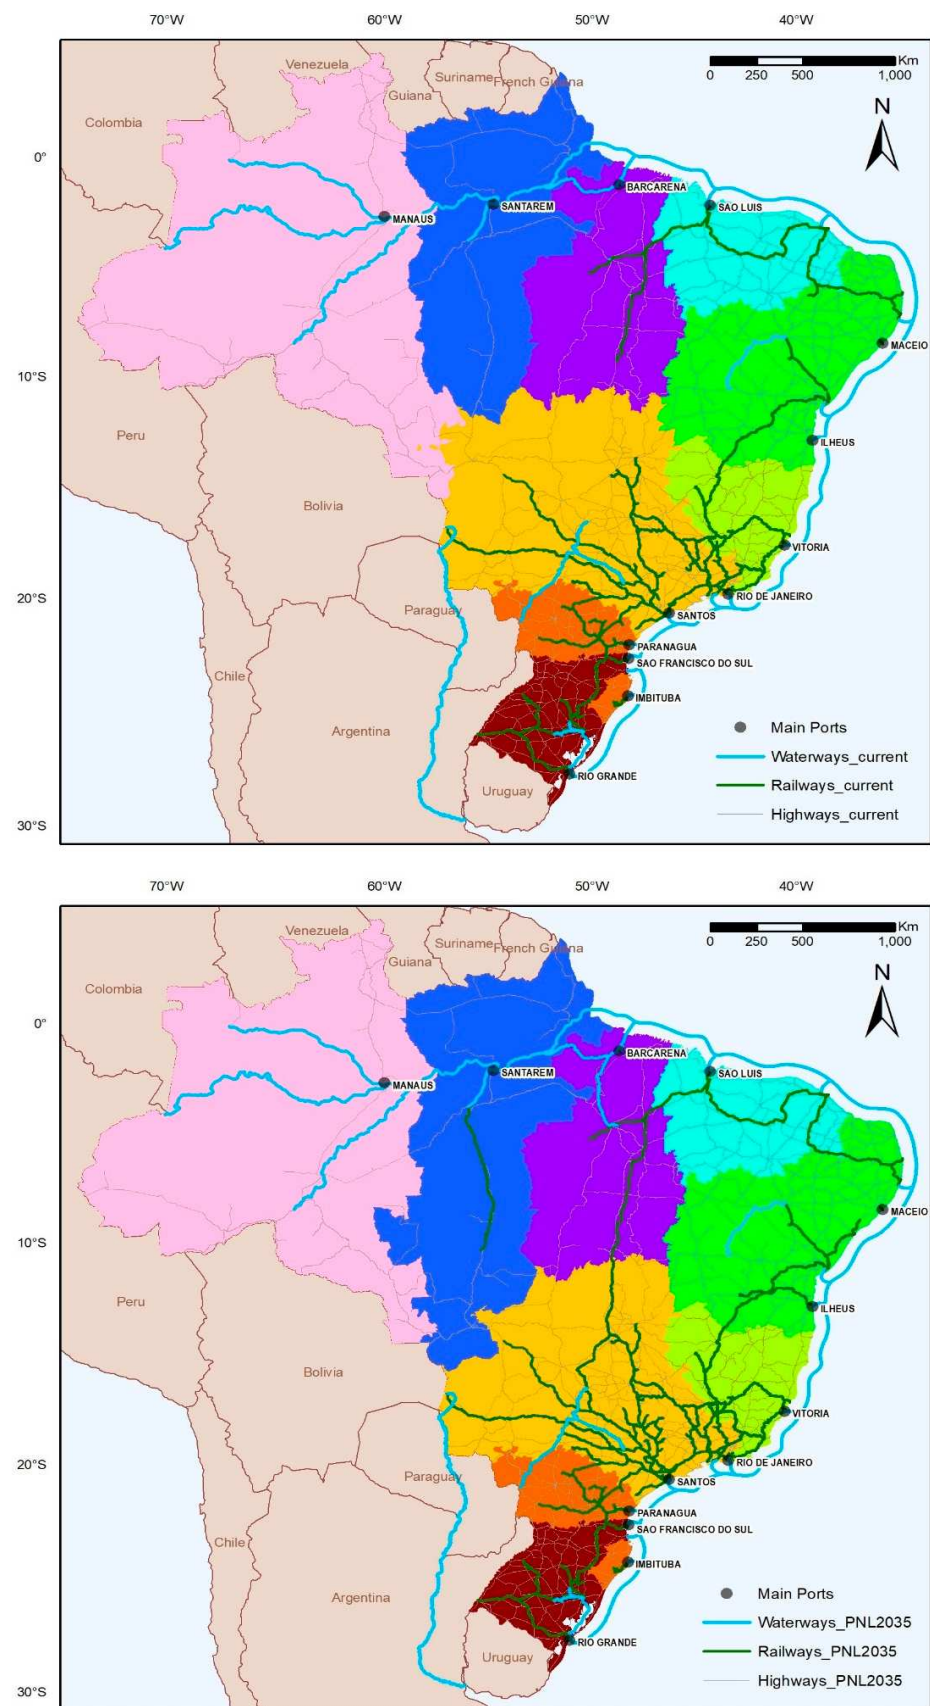 70°W 60°W 50°W 40°W
Km
0 250 500 1,000
Venezuela
Suriname
French Guiana
Guiana
N
Colombia
0°
BARCARENA
SANTAREM
SAO LUIS
MANAUS
MACEIO
10°S
Peru
ILHEUS
Bolivia
VITORIA
20°S
RIO DE JANEIRO
Paraguay
SANTOS
PARANAGUA
SAO FRANCISCO DO SUL
Chile
IMBITUBA
Argentina
Main Ports
Waterways_current
RIO GRANDE
Railways_current
Uruguay
Highways_current
30°S
70°W 60°W 50°W 40°W
Km
0 250 500 1,000
Venezuela
Suriname
French Guiana
Guiana
N
Colombia
0°
BARCARENA
SANTAREM
SAO LUIS
MANAUS
MACEIO
10°S
Peru
ILHEUS
Bolivia
VITORIA
20°S
RIO DE JANEIRO
Paraguay
SANTOS
PARANAGUA
SAO FRANCISCO DO SUL
Chile
IMBITUBA
Argentina
Main Ports
Waterways_PNL2035
RIO GRANDE
Railways_PNL2035
Uruguay
Highways_PNL2035
30°S